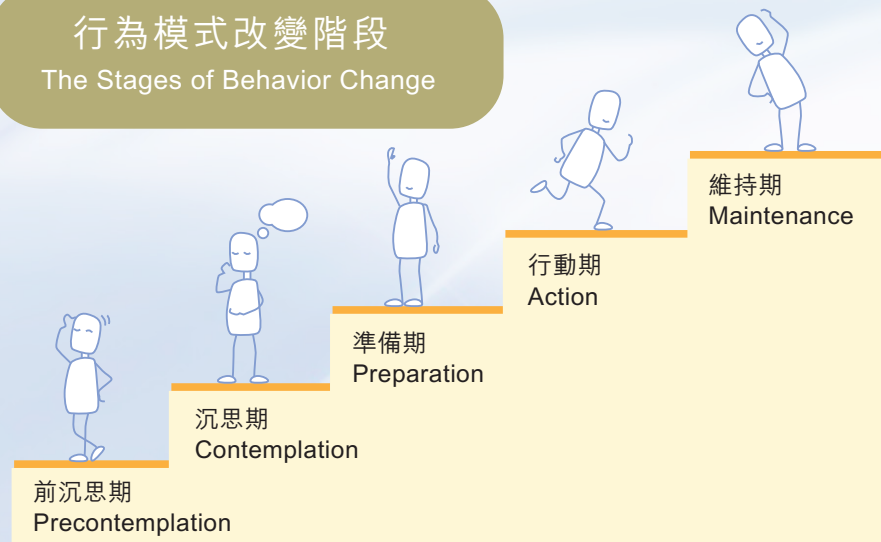 行為模式改變階段
The Stages of Behavior Change
維持期
Maintenance
行動期
Action
準備期
Preparation
沉思期
Contemplation
前沉思期
Precontemplation